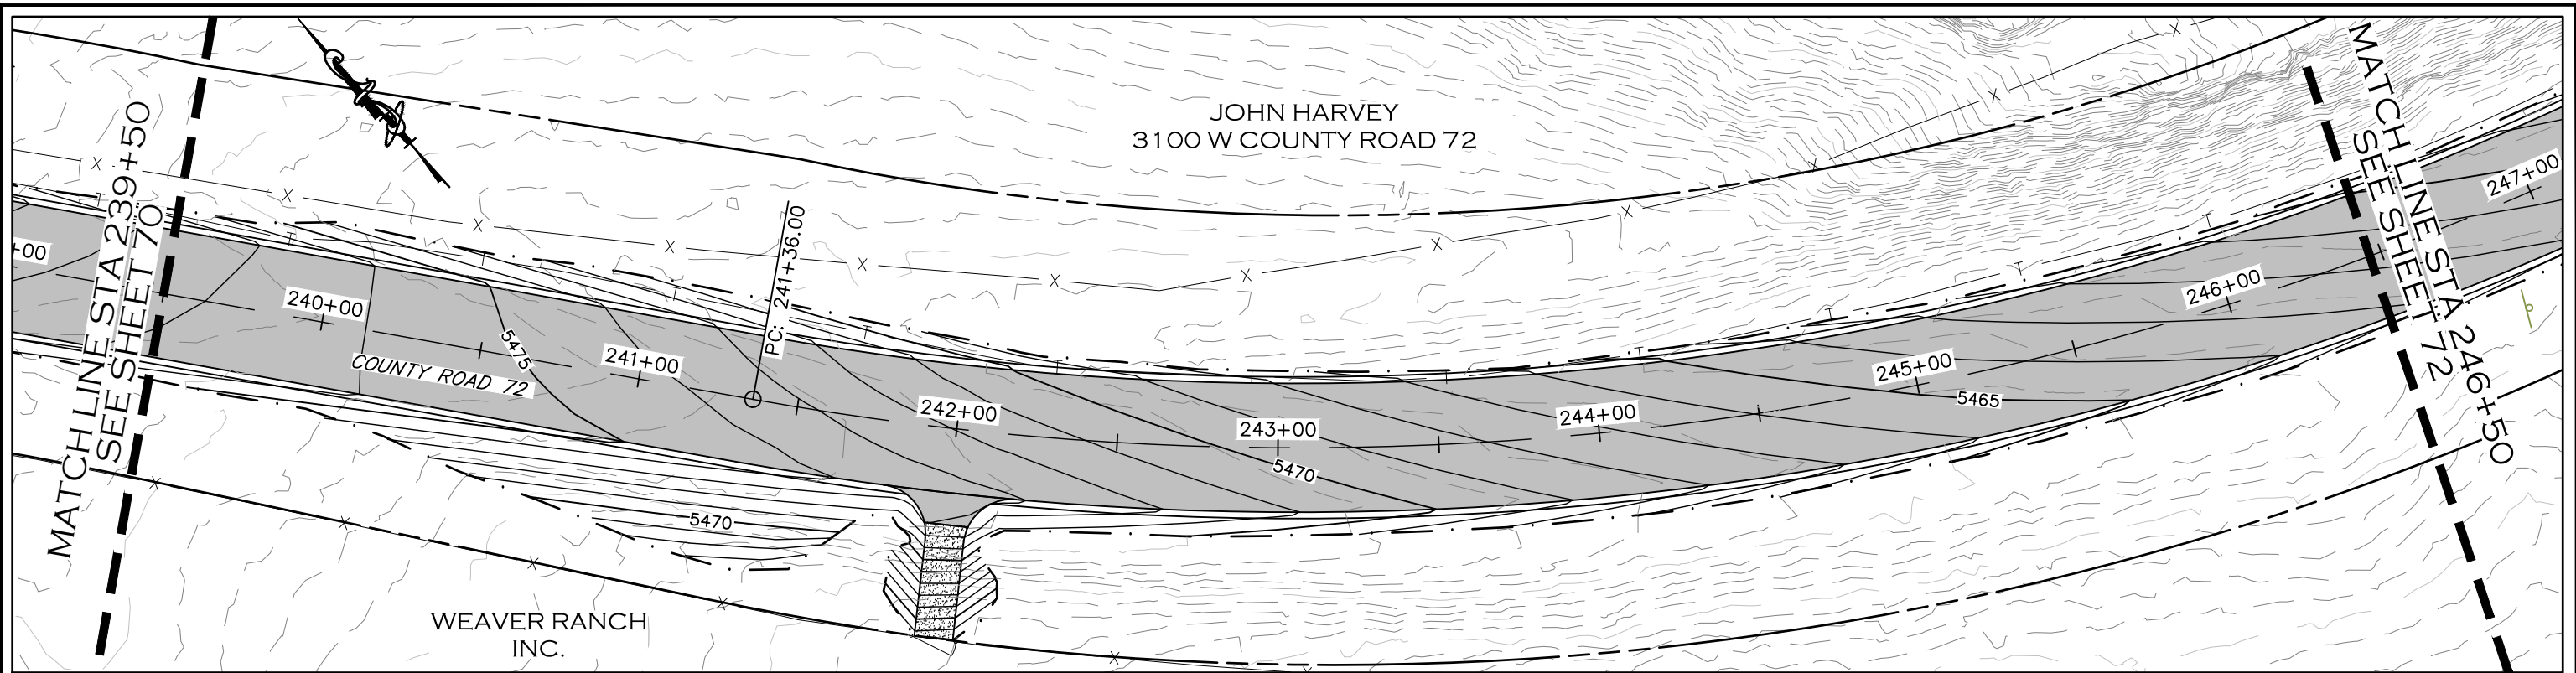 MATCH LINE STA 239+50
SEE SHEET 70
+00
240+00
COUNTY ROAD 72
5475
241+00
PC: 241+36.00
242+00
243+00
5470
244+00
245+00
5465
246+00
247+00
JOHN HARVEY
3100 W COUNTY ROAD 72
5470
WEAVER RANCH
INC.
MATCH LINE STA 246+50
SEE SHEET 72